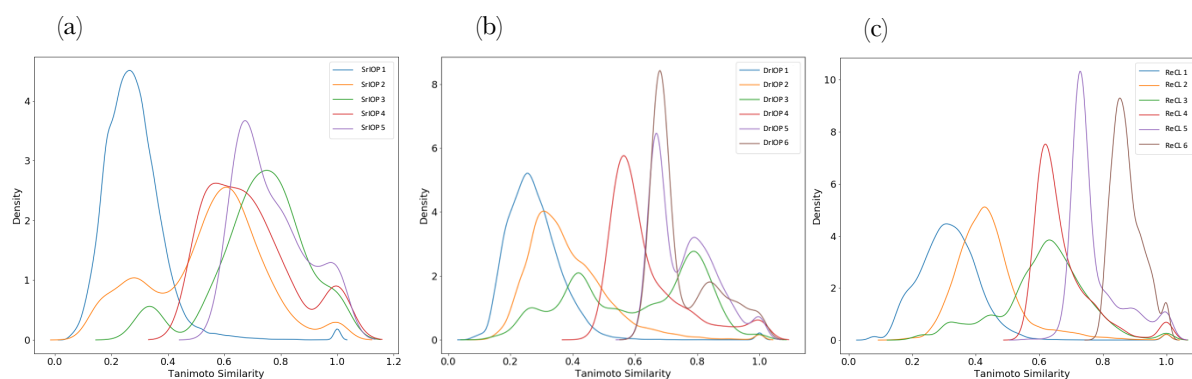 (a)
(b)
(c)
SrIOP 1
SrIOP 2
SrIOP 3
SrIOP 4
SrIOP 5
4
3
2
1
0
Density
0.0 0.2 0.4 0.6 0.8 1.0 1.2
Tanimoto Similarity
DrIOP 1
DrIOP 2
DrIOP 3
DrIOP 4
DrIOP 5
DrIOP 6
8
6
4
2
0
Density
0.0 0.2 0.4 0.6 0.8 1.0
Tanimoto Similarity
ReCL 1
ReCL 2
ReCL 3
ReCL 4
ReCL 5
ReCL 6
10
8
6
4
2
0
Density
0.0 0.2 0.4 0.6 0.8 1.0
Tanimoto Similarity